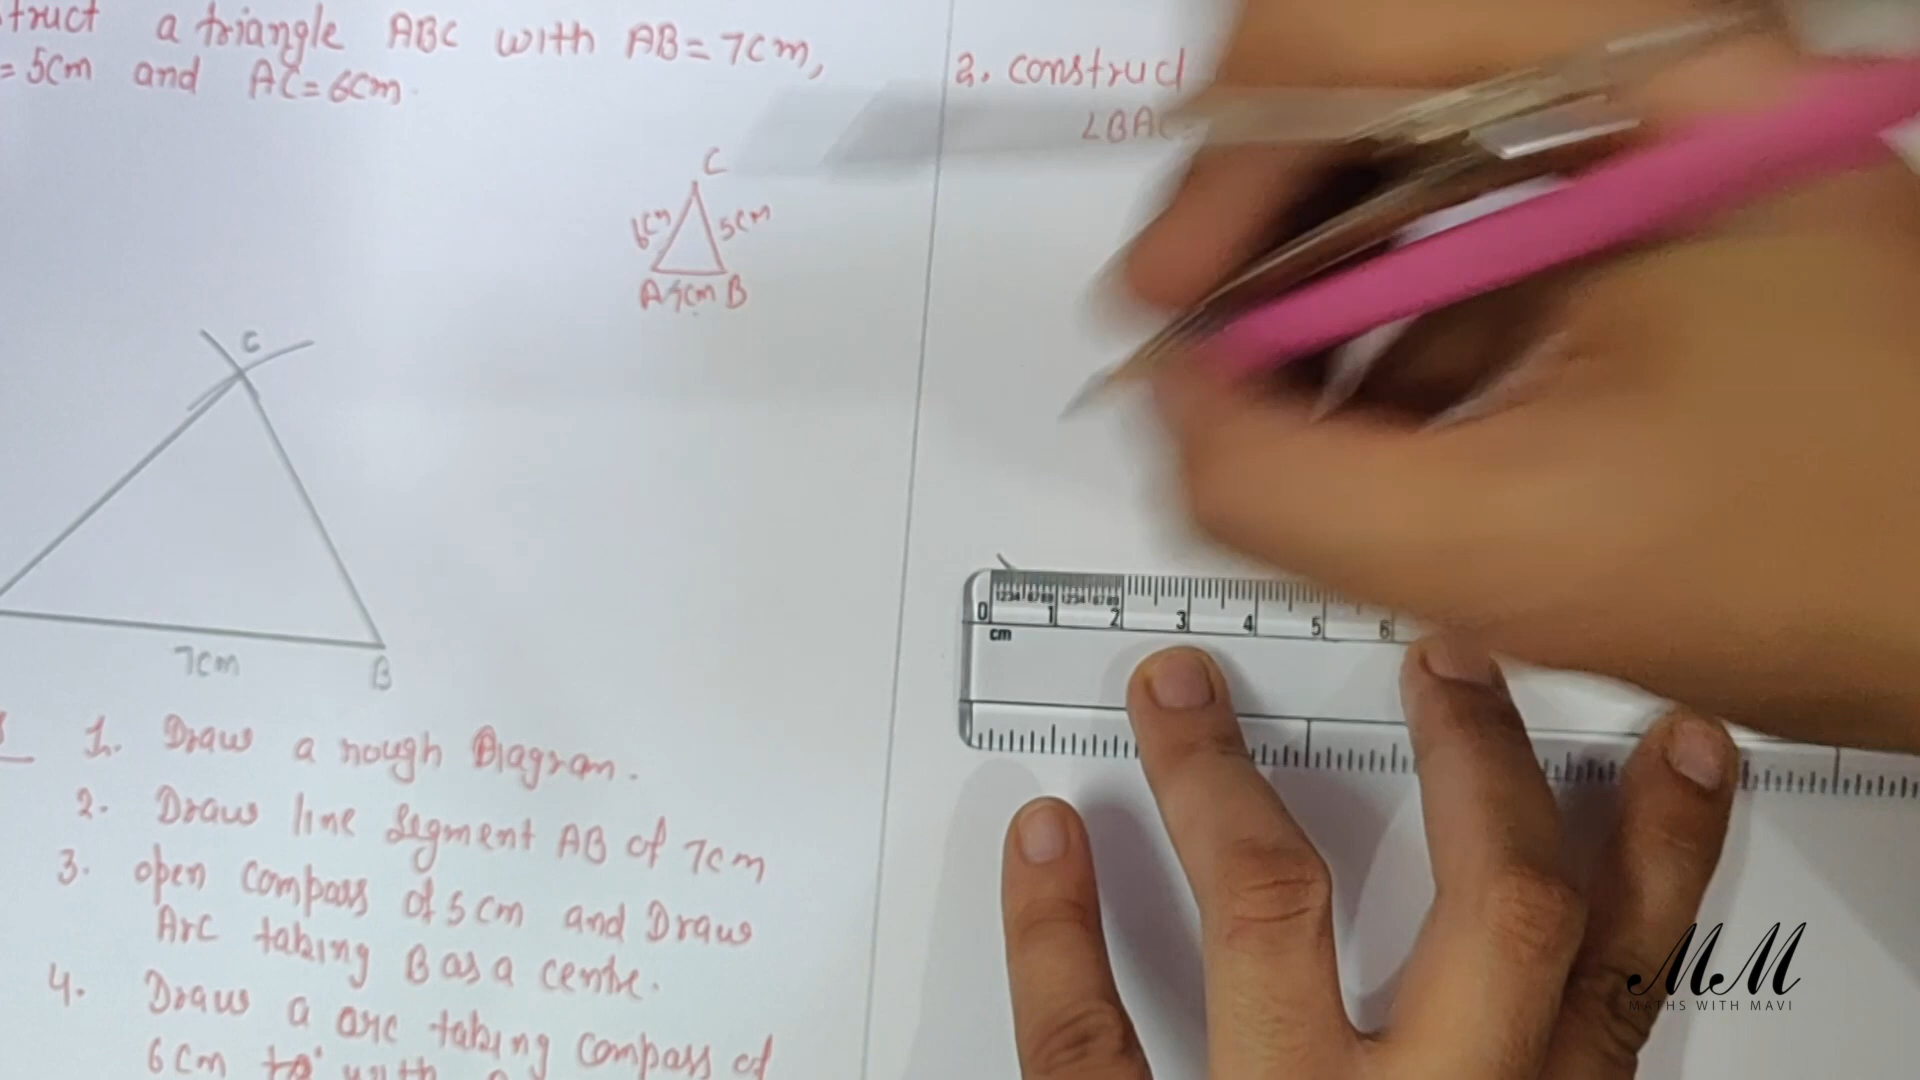 truct a triangle ABC with AB = 7cm,
= 5cm and AC = 6cm.
C
6cm 5cm
A 7cm B
C
7cm
B
1. Draw a rough Diagram.
2. Draw line segment AB of 7cm
3. open compass of 5cm and Draw
Arc taking B as a centre.
4. Draw a arc taking compass of
6cm to with
2. construct
∠BAC
0 1 2 3 4 5 6
cm
MM
MATHS WITH MAVI